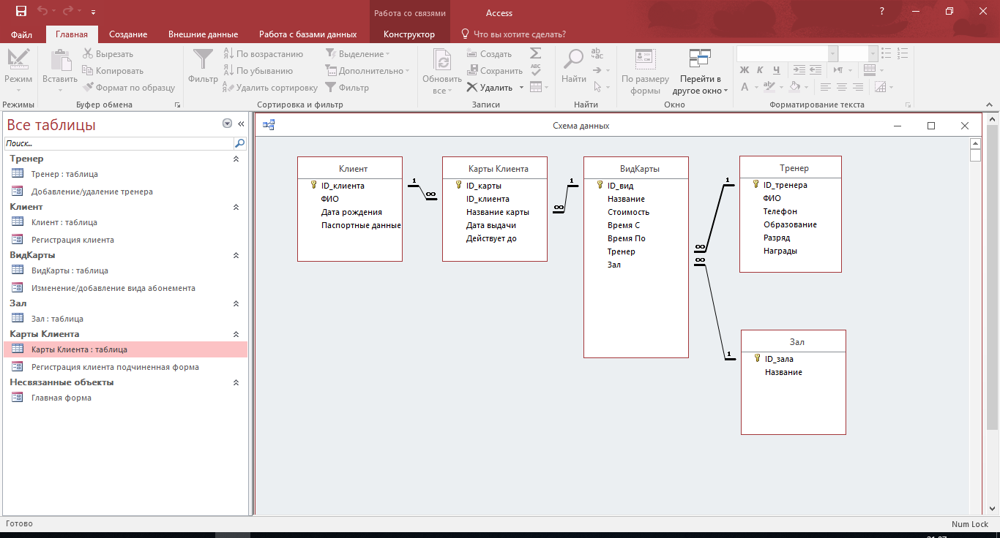 Работа со связями
Access
?
Файл
Главная
Создание
Внешние данные
Работа с базами данных
Конструктор
Что вы хотите сделать?
Режим
Режимы
Вставить
Вырезать
Копировать
Формат по образцу
Буфер обмена
Фильтр
По возрастанию
По убыванию
Удалить сортировку
Выделение
Дополнительно
Фильтр
Сортировка и фильтр
Обновить
все
Создать
Сохранить
Удалить
Записи
Найти
Найти
По размеру
формы
Перейти в
другое окно
Окно
Ж К Ч
Форматирование текста
Все таблицы
Поиск...
Тренер
Тренер : таблица
Добавление/удаление тренера
Клиент
Клиент : таблица
Регистрация клиента
ВидКарты
ВидКарты : таблица
Изменение/добавление вида абонемента
Зал
Зал : таблица
Карты Клиента
Карты Клиента : таблица
Регистрация клиента подчиненная форма
Несвязанные объекты
Главная форма
Схема данных
Клиент
ID_клиента
ФИО
Дата рождения
Паспортные данные
1
∞
Карты Клиента
ID_карты
ID_клиента
Название карты
Дата выдачи
Действует до
1
∞
ВидКарты
ID_вид
Название
Стоимость
Время С
Время По
Тренер
Зал
1
∞
∞
1
Тренер
ID_тренера
ФИО
Телефон
Образование
Разряд
Награды
Зал
ID_зала
Название
Готово
Num Lock